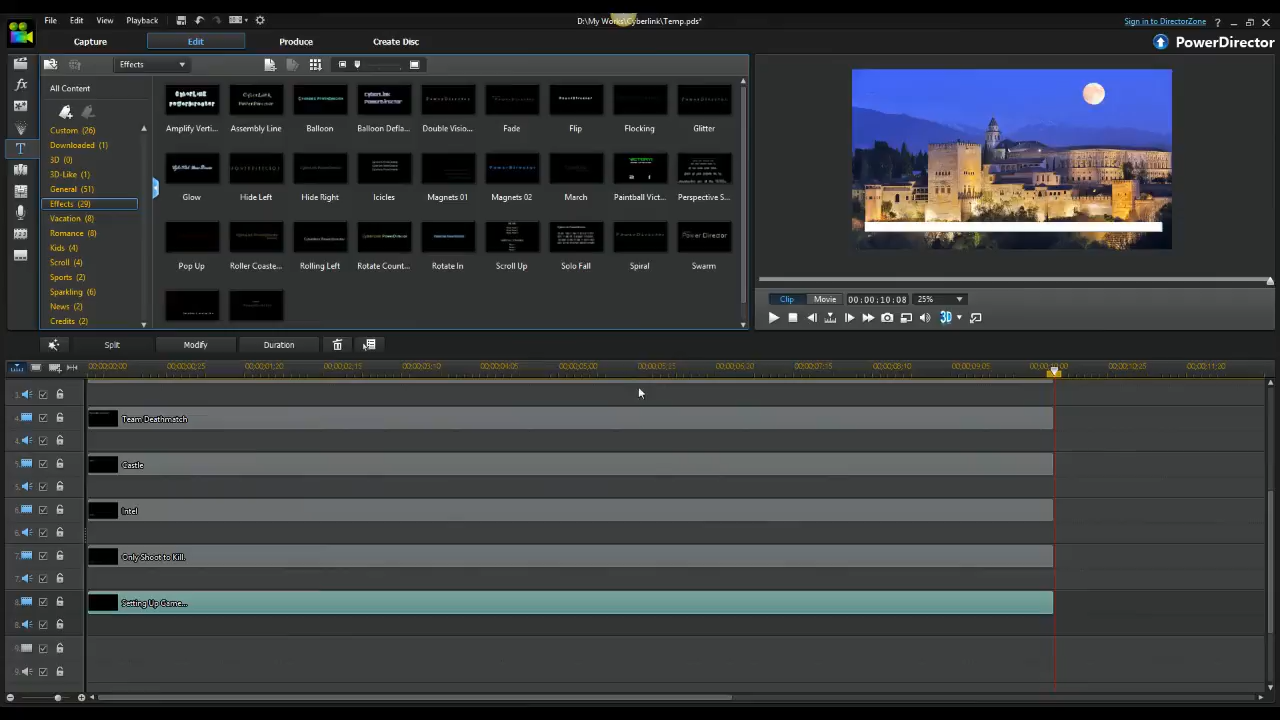 File Edit View Playback
D:\My Works\Cyberlink\Temp.pds*
Sign in to DirectorZone ?
Capture Edit Produce Create Disc
PowerDirector
Effects
All Content
Custom (26)
Downloaded (1)
3D (0)
3D-Like (1)
General (51)
Effects (29)
Vacation (8)
Romance (8)
Kids (4)
Scroll (4)
Sports (2)
Sparkling (6)
News (2)
Credits (2)
Amplify Verti... Assembly Line Balloon Balloon Defla... Double Visio... Fade Flip Flocking Glitter
Glow Hide Left Hide Right Icicles Magnets 01 Magnets 02 March Paintball Vict... Perspective S...
Pop Up Roller Coaste... Rolling Left Rotate Count... Rotate In Scroll Up Solo Fall Spiral Swarm
Clip Movie 00:00:10:08 25%
3D
Split Modify Duration
Team Deathmatch
Castle
Intel
Only Shoot to Kill.
Setting Up Game...